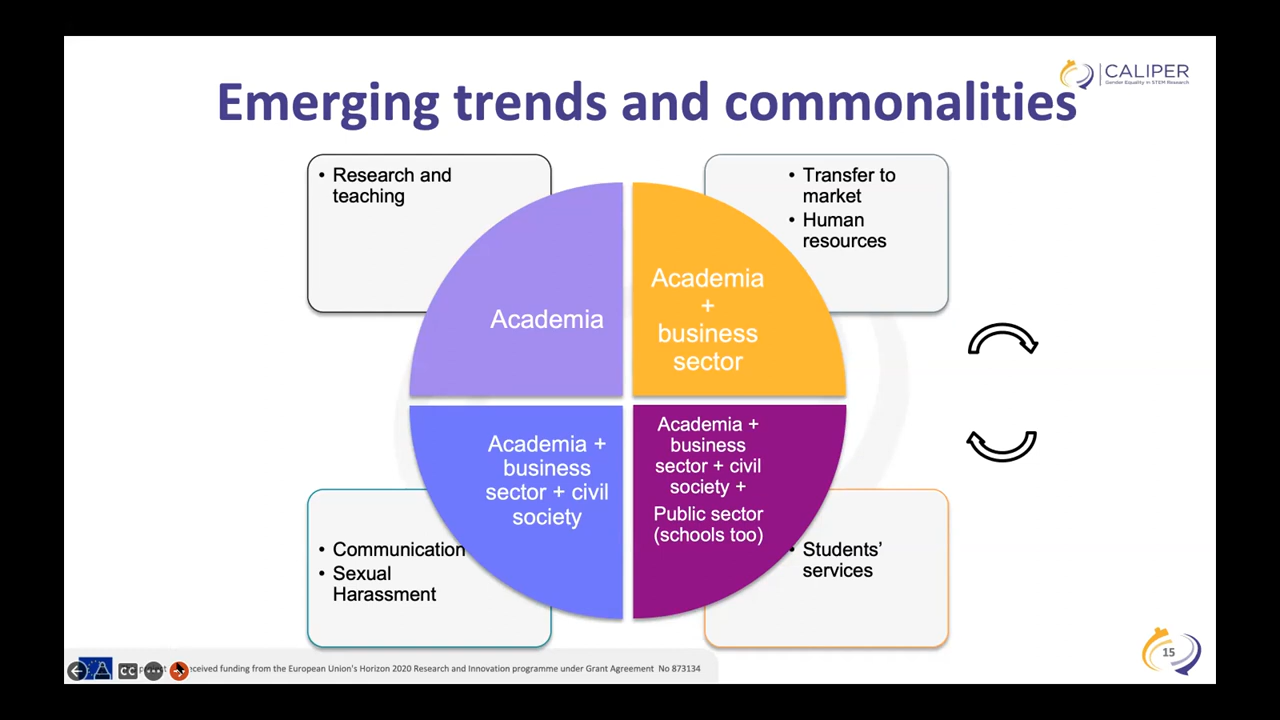 CALIPER
Gender Equality in STEM Research
Emerging trends and commonalities
• Research and
teaching
• Transfer to
market
• Human
resources
Academia
Academia
+
business
sector
Academia +
business
sector + civil
society
Academia +
business
sector + civil
society +
Public sector
(schools too)
• Communication
• Sexual
Harassment
• Students’
services
CC
received funding from the European Union's Horizon 2020 Research and Innovation programme under Grant Agreement No 873134
15